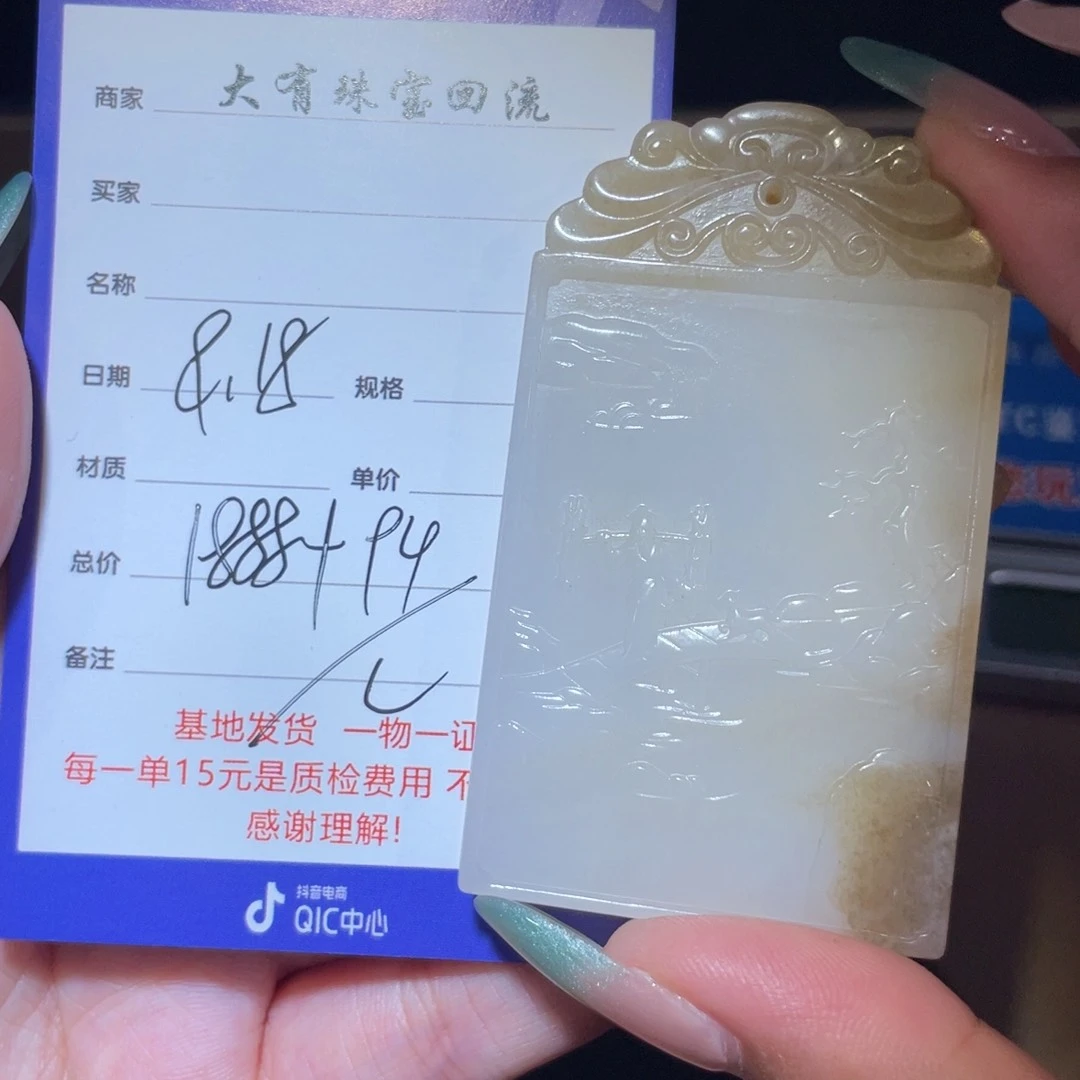 商家 大有珠宝回流
买家
名称
日期 8.18 规格
材质 单价
总价
备注
基地发货 一物一证
每一单15元是质检费用 不
感谢理解!
抖音电商
QIC中心